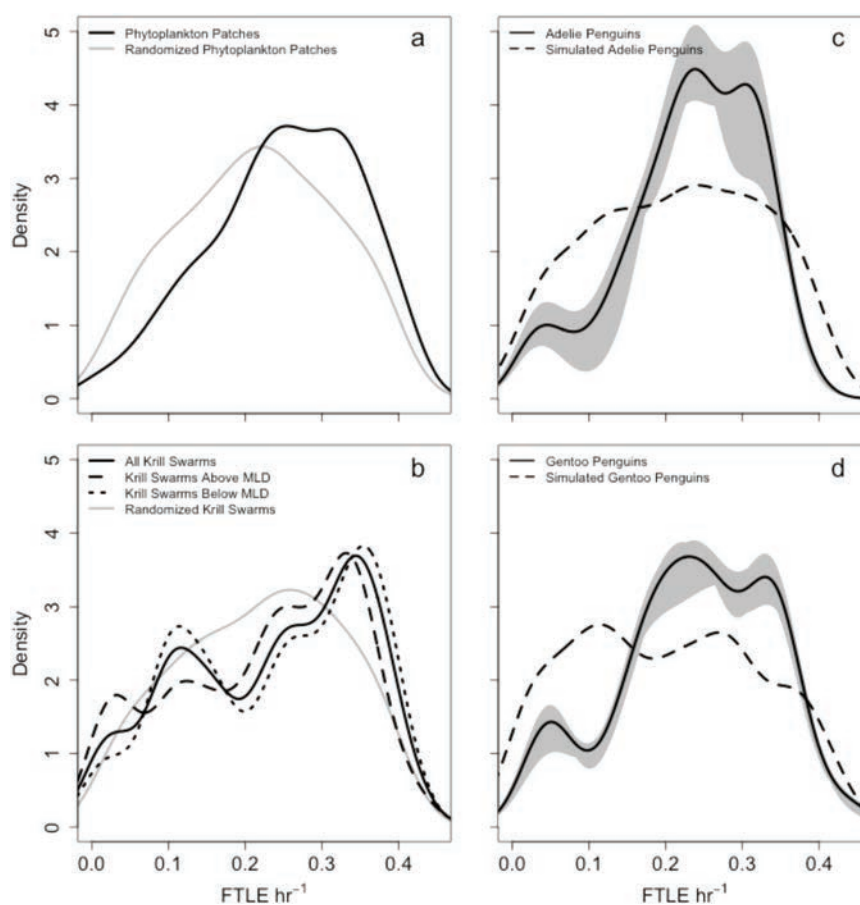 a
Phytoplankton Patches
Randomized Phytoplankton Patches
Density
0
1
2
3
4
5
c
Adelie Penguins
Simulated Adelie Penguins
b
All Krill Swarms
Krill Swarms Above MLD
Krill Swarms Below MLD
Randomized Krill Swarms
Density
0
1
2
3
4
5
0.0 0.1 0.2 0.3 0.4
FTLE hr⁻¹
d
Gentoo Penguins
Simulated Gentoo Penguins
0.0 0.1 0.2 0.3 0.4
FTLE hr⁻¹